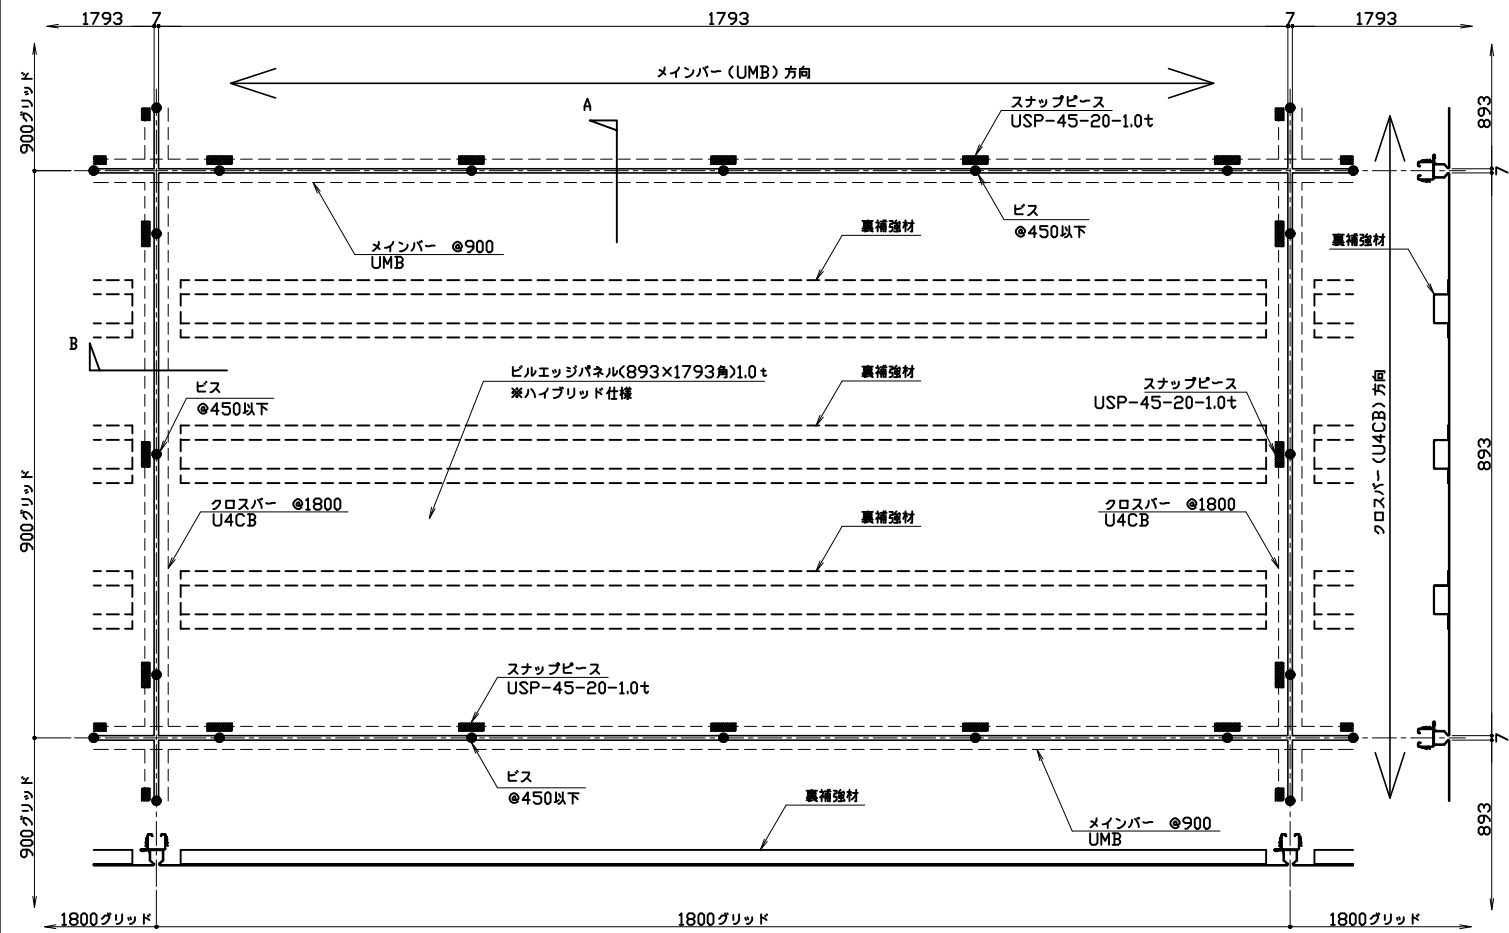 1793
7
1793
7
1793
メインバー（UMB）方向
A
スナップピース
USP-45-20-1.0t
900グリッド
893
7
ビス
@450以下
裏補強材
裏補強材
メインバー @900
UMB
B
ビルエッジパネル(893×1793角)1.0t
※ハイブリッド仕様
裏補強材
ビス
@450以下
スナップピース
USP-45-20-1.0t
クロスバー（U4CB）方向
900グリッド
893
クロスバー @1800
U4CB
裏補強材
クロスバー @1800
U4CB
スナップピース
USP-45-20-1.0t
7
ビス
@450以下
裏補強材
メインバー @900
UMB
900グリッド
893
1800グリッド
1800グリッド
1800グリッド